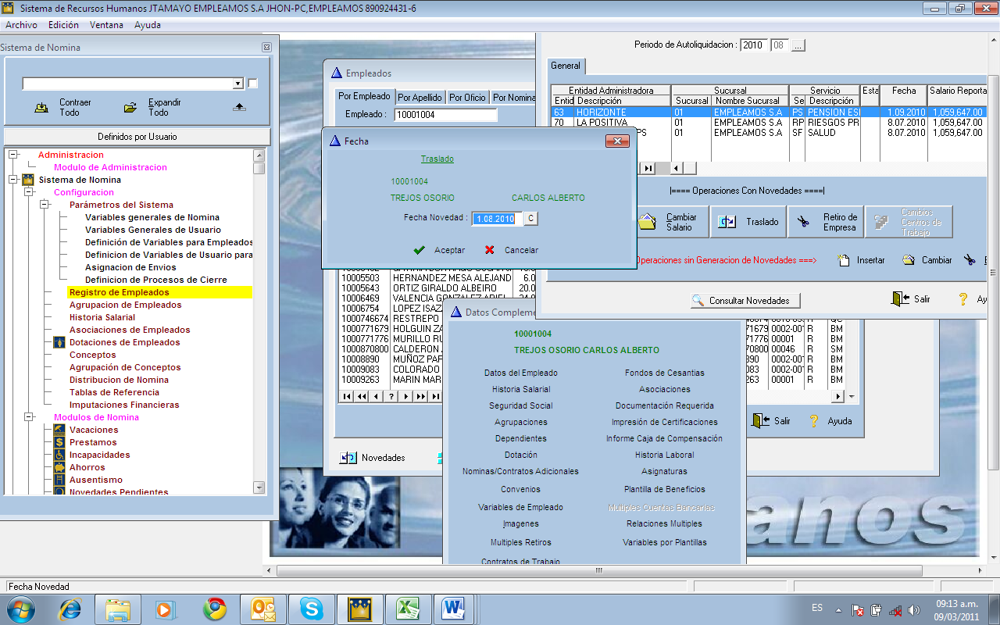 Sistema de Recursos Humanos JTAMAYO EMPLEAMOS S.A JHON-PC,EMPLEAMOS 890924431-6
Archivo Edición Ventana Ayuda
Sistema de Nomina
Contraer Todo
Expandir Todo
Definidos por Usuario
Administracion
Modulo de Administracion
Sistema de Nomina
Configuracion
Parámetros del Sistema
Variables generales de Nomina
Variables Generales de Usuario
Definición de Variables para Empleados
Definicion de Variables de Usuario para
Asignacion de Envios
Definicion de Procesos de Cierre
Registro de Empleados
Agrupacion de Empleados
Historia Salarial
Asociaciones de Empleados
Dotaciones de Empleados
Conceptos
Agrupación de Conceptos
Distribucion de Nomina
Tablas de Referencia
Imputaciones Financieras
Modulos de Nomina
Vacaciones
Prestamos
Incapacidades
Ahorros
Ausentismo
Novedades Pendientes
Empleados
Por Empleado Por Apellido Por Oficio Por Nomina
Empleado : 10001004
Periodo de Autoliquidacion : 2010 08 ...
General
Entidad Administradora Sucursal Servicio Esta Fecha Salario Reporta
Entid Descripción Sucursal Nombre Sucursal Se Descripción
63 HORIZONTE 01 EMPLEAMOS S.A PS PENSION ES 1.09.2010 1,059,647.00
70 LA POSITIVA 01 EMPLEAMOS S.A RP RIESGOS PR 8.07.2010 1,059,647.00
PS 01 EMPLEAMOS S.A SF SALUD 8.07.2010 1,059,647.00
|==== Operaciones Con Novedades ====|
Cambiar Salario
Traslado
Retiro de Empresa
Cambios Centros de Trabajo
Operaciones sin Generacion de Novedades ===> Insertar Cambiar
Consultar Novedades
Salir Ay
Fecha
Traslado
10001004
TREJOS OSORIO CARLOS ALBERTO
Fecha Novedad : 1.08.2010 C
Aceptar Cancelar
10005503 HERNANDEZ MESA ALEJAND 6.0
10005643 ORTIZ GIRALDO ALBEIRO 20.0
10006469 VALENCIA GONZALEZ ARIEL
10006754 LOPEZ ISAZ
1000746674 RESTREPO
1000771679 HOLGUIN ZA
1000771776 MURILLO RU
1000870800 CALDERON
10008890 MUÑOZ PAR
10009083 COLORADO
10009263 MARIN MAR
71679 0002-00 R BM
71776 00001 R BM
70800 00046 R SM
890 0002-00 R BM
083 0002-00 R BM
263 00001 R BM
Salir Ayuda
Novedades
Datos Compleme
10001004
TREJOS OSORIO CARLOS ALBERTO
Datos del Empleado Fondos de Cesantias
Historia Salarial Asociaciones
Seguridad Social Documentación Requerida
Agrupaciones Impresión de Certificaciones
Dependientes Informe Caja de Compensación
Dotación Historia Laboral
Nominas/Contratos Adicionales Asignaturas
Convenios Plantilla de Beneficios
Variables de Empleado Multiples Cuentas Bancarias
Imagenes Relaciones Multiples
Multiples Retiros Variables por Plantillas
Contratos de Trabajo
anos
Fecha Novedad
ES 09:13 a.m.
09/03/2011